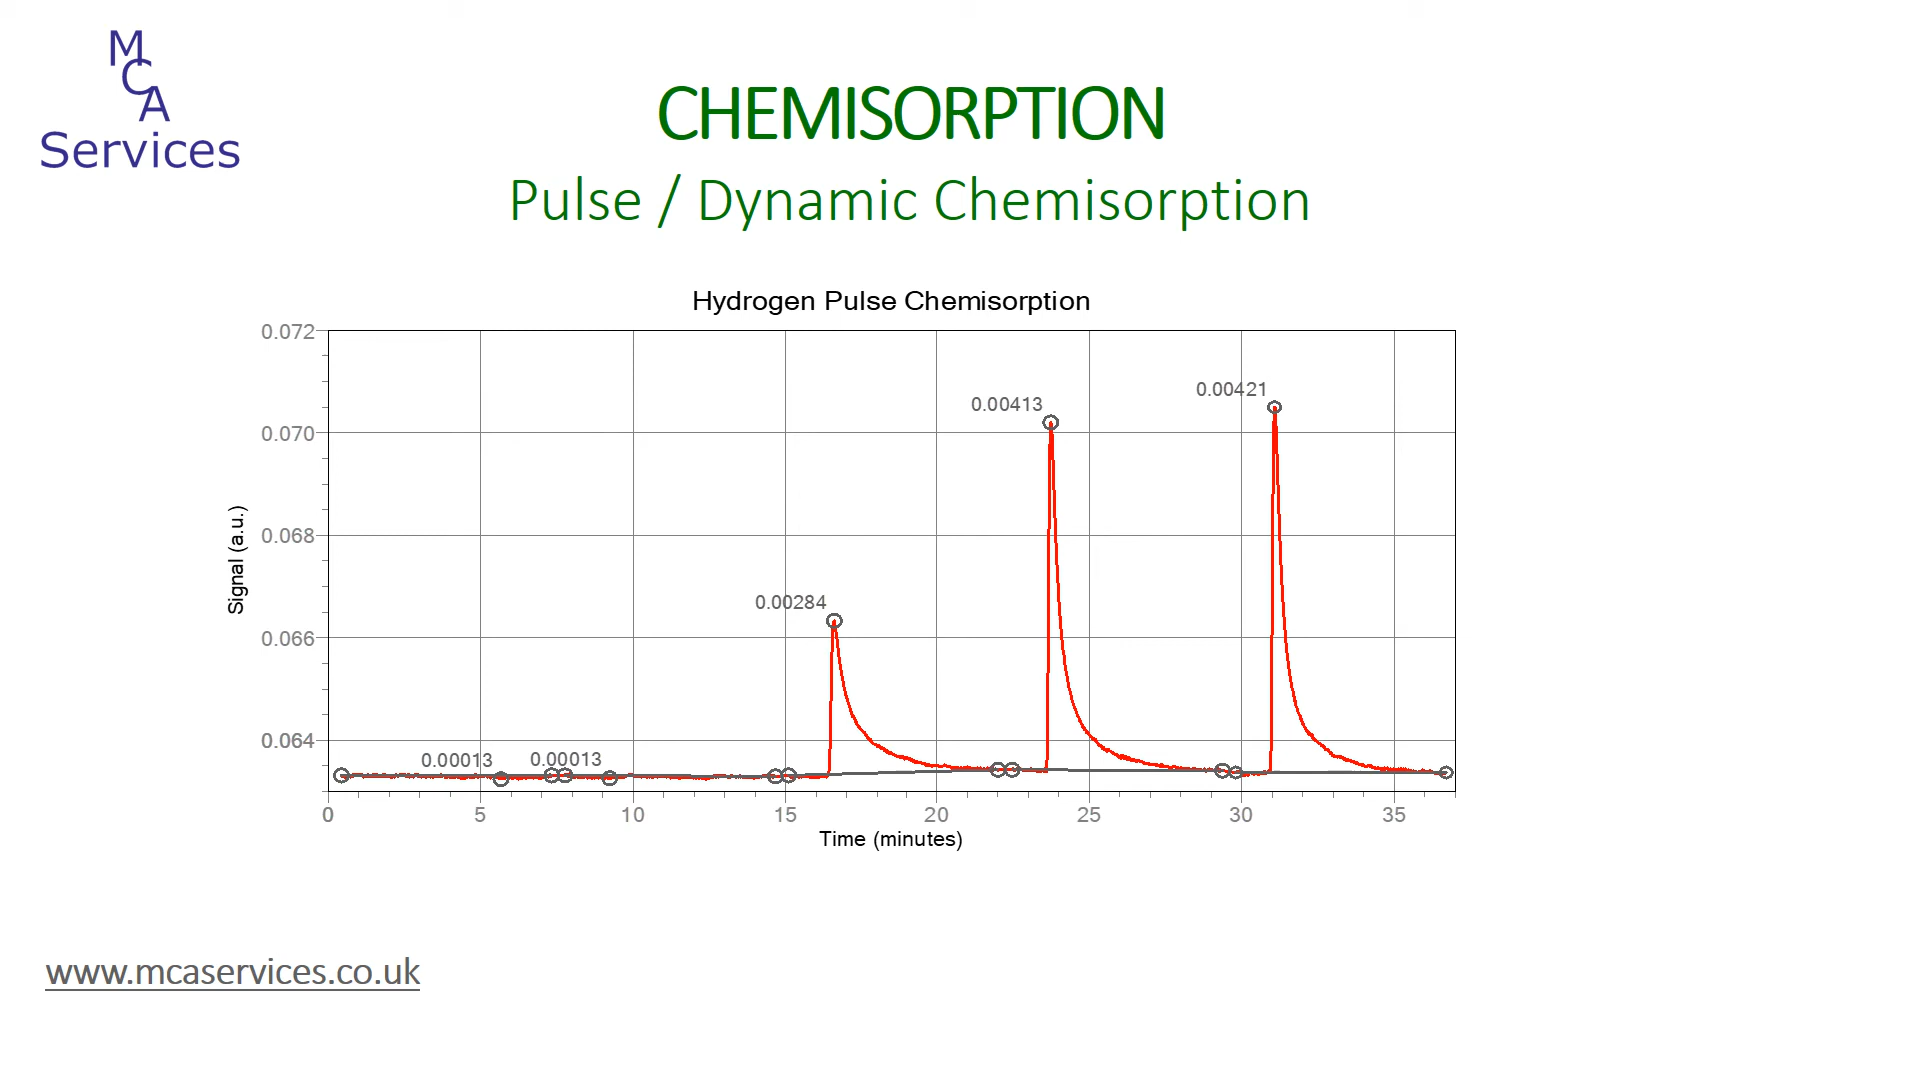 M
C
A
Services
CHEMISORPTION
Pulse / Dynamic Chemisorption
Hydrogen Pulse Chemisorption
0.072
0.070
0.068
0.066
0.064
Signal (a.u.)
0.00013
0.00013
0.00284
0.00413
0.00421
0 5 10 15 20 25 30 35
Time (minutes)
www.mcaservices.co.uk